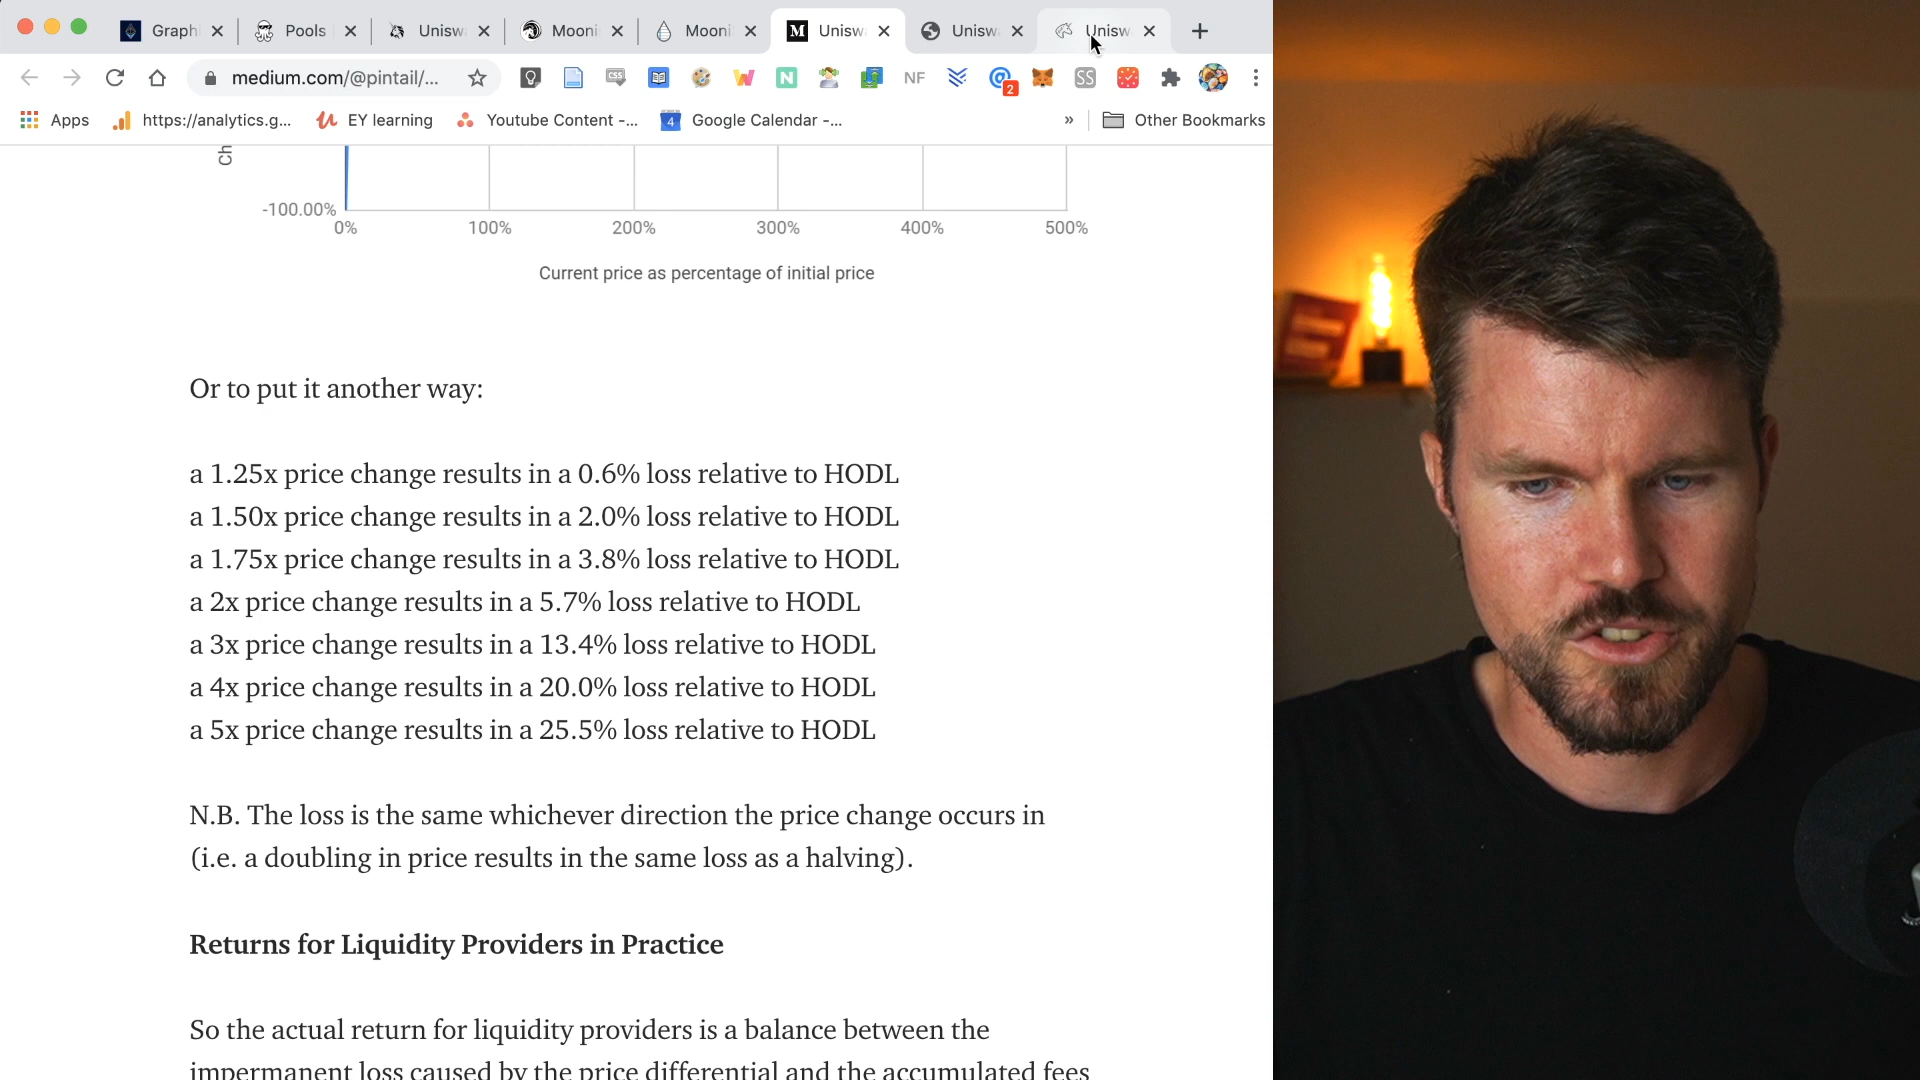 Graph
Pools
Unisw
Mooni
Mooni
Unisw
Unisw
Unisw
medium.com/@pintail/...
CSS
NF
2
SS
Apps
https://analytics.g...
EY learning
Youtube Content -...
4
Google Calendar -...
»
Other Bookmarks
Ch
-100.00%
0%
100%
200%
300%
400%
500%
Current price as percentage of initial price
Or to put it another way:
a 1.25x price change results in a 0.6% loss relative to HODL
a 1.50x price change results in a 2.0% loss relative to HODL
a 1.75x price change results in a 3.8% loss relative to HODL
a 2x price change results in a 5.7% loss relative to HODL
a 3x price change results in a 13.4% loss relative to HODL
a 4x price change results in a 20.0% loss relative to HODL
a 5x price change results in a 25.5% loss relative to HODL
N.B. The loss is the same whichever direction the price change occurs in
(i.e. a doubling in price results in the same loss as a halving).
Returns for Liquidity Providers in Practice
So the actual return for liquidity providers is a balance between the
impermanent loss caused by the price differential and the accumulated fees